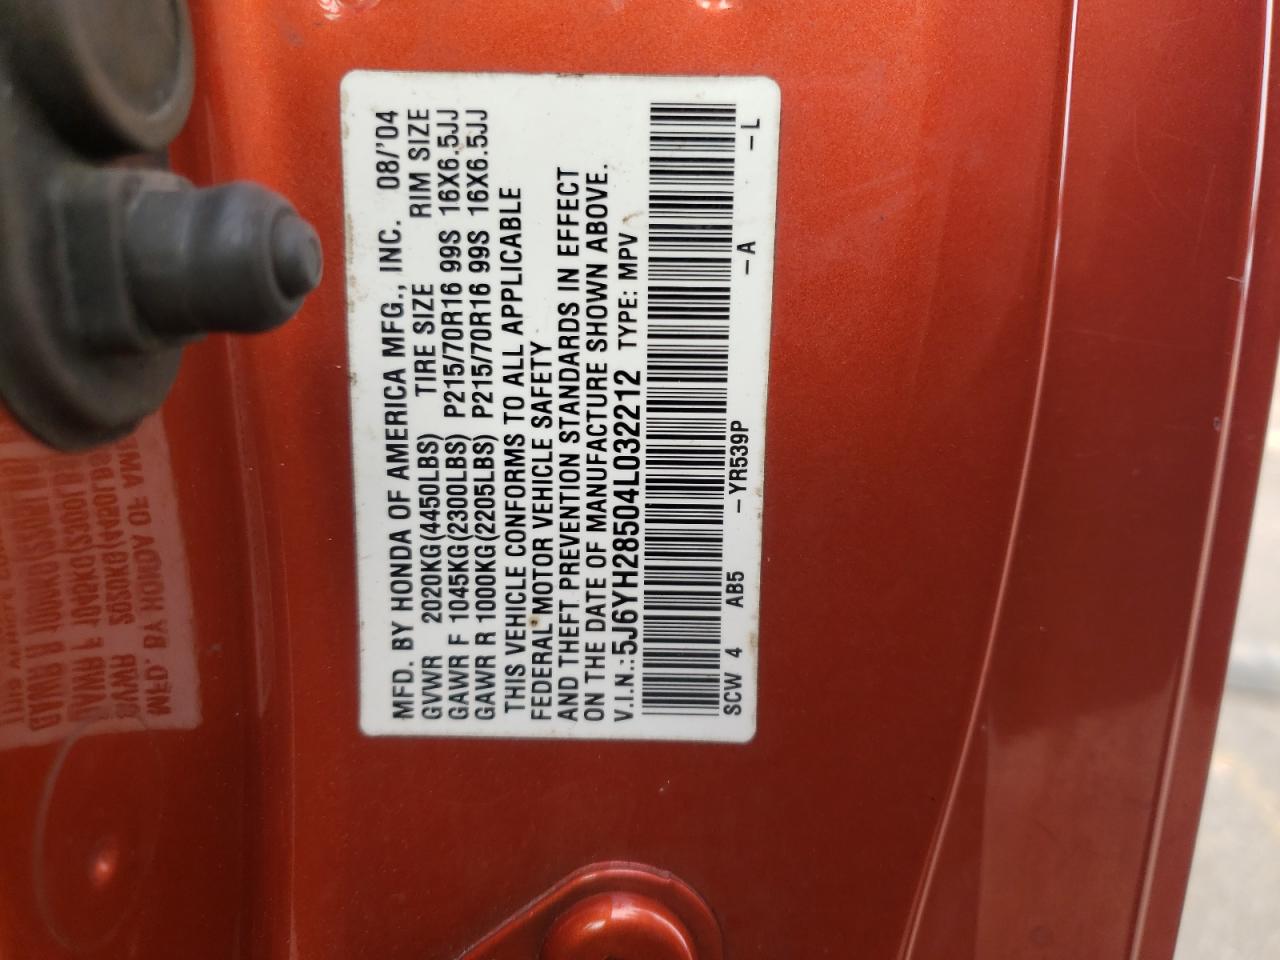 MFD. BY HONDA OF AMERICA MFG., INC. 08/'04
GVWR 2020KG(4450LBS) TIRE SIZE RIM SIZE
GAWR F 1045KG(2300LBS) P215/70R16 99S 16X6.5JJ
GAWR R 1000KG(2205LBS) P215/70R16 99S 16X6.5JJ
THIS VEHICLE CONFORMS TO ALL APPLICABLE
FEDERAL MOTOR VEHICLE SAFETY
AND THEFT PREVENTION STANDARDS IN EFFECT
ON THE DATE OF MANUFACTURE SHOWN ABOVE.
V.I.N.:5J6YH28504L032212 TYPE: MPV
SCW 4 AB5 -YR539P -A -L